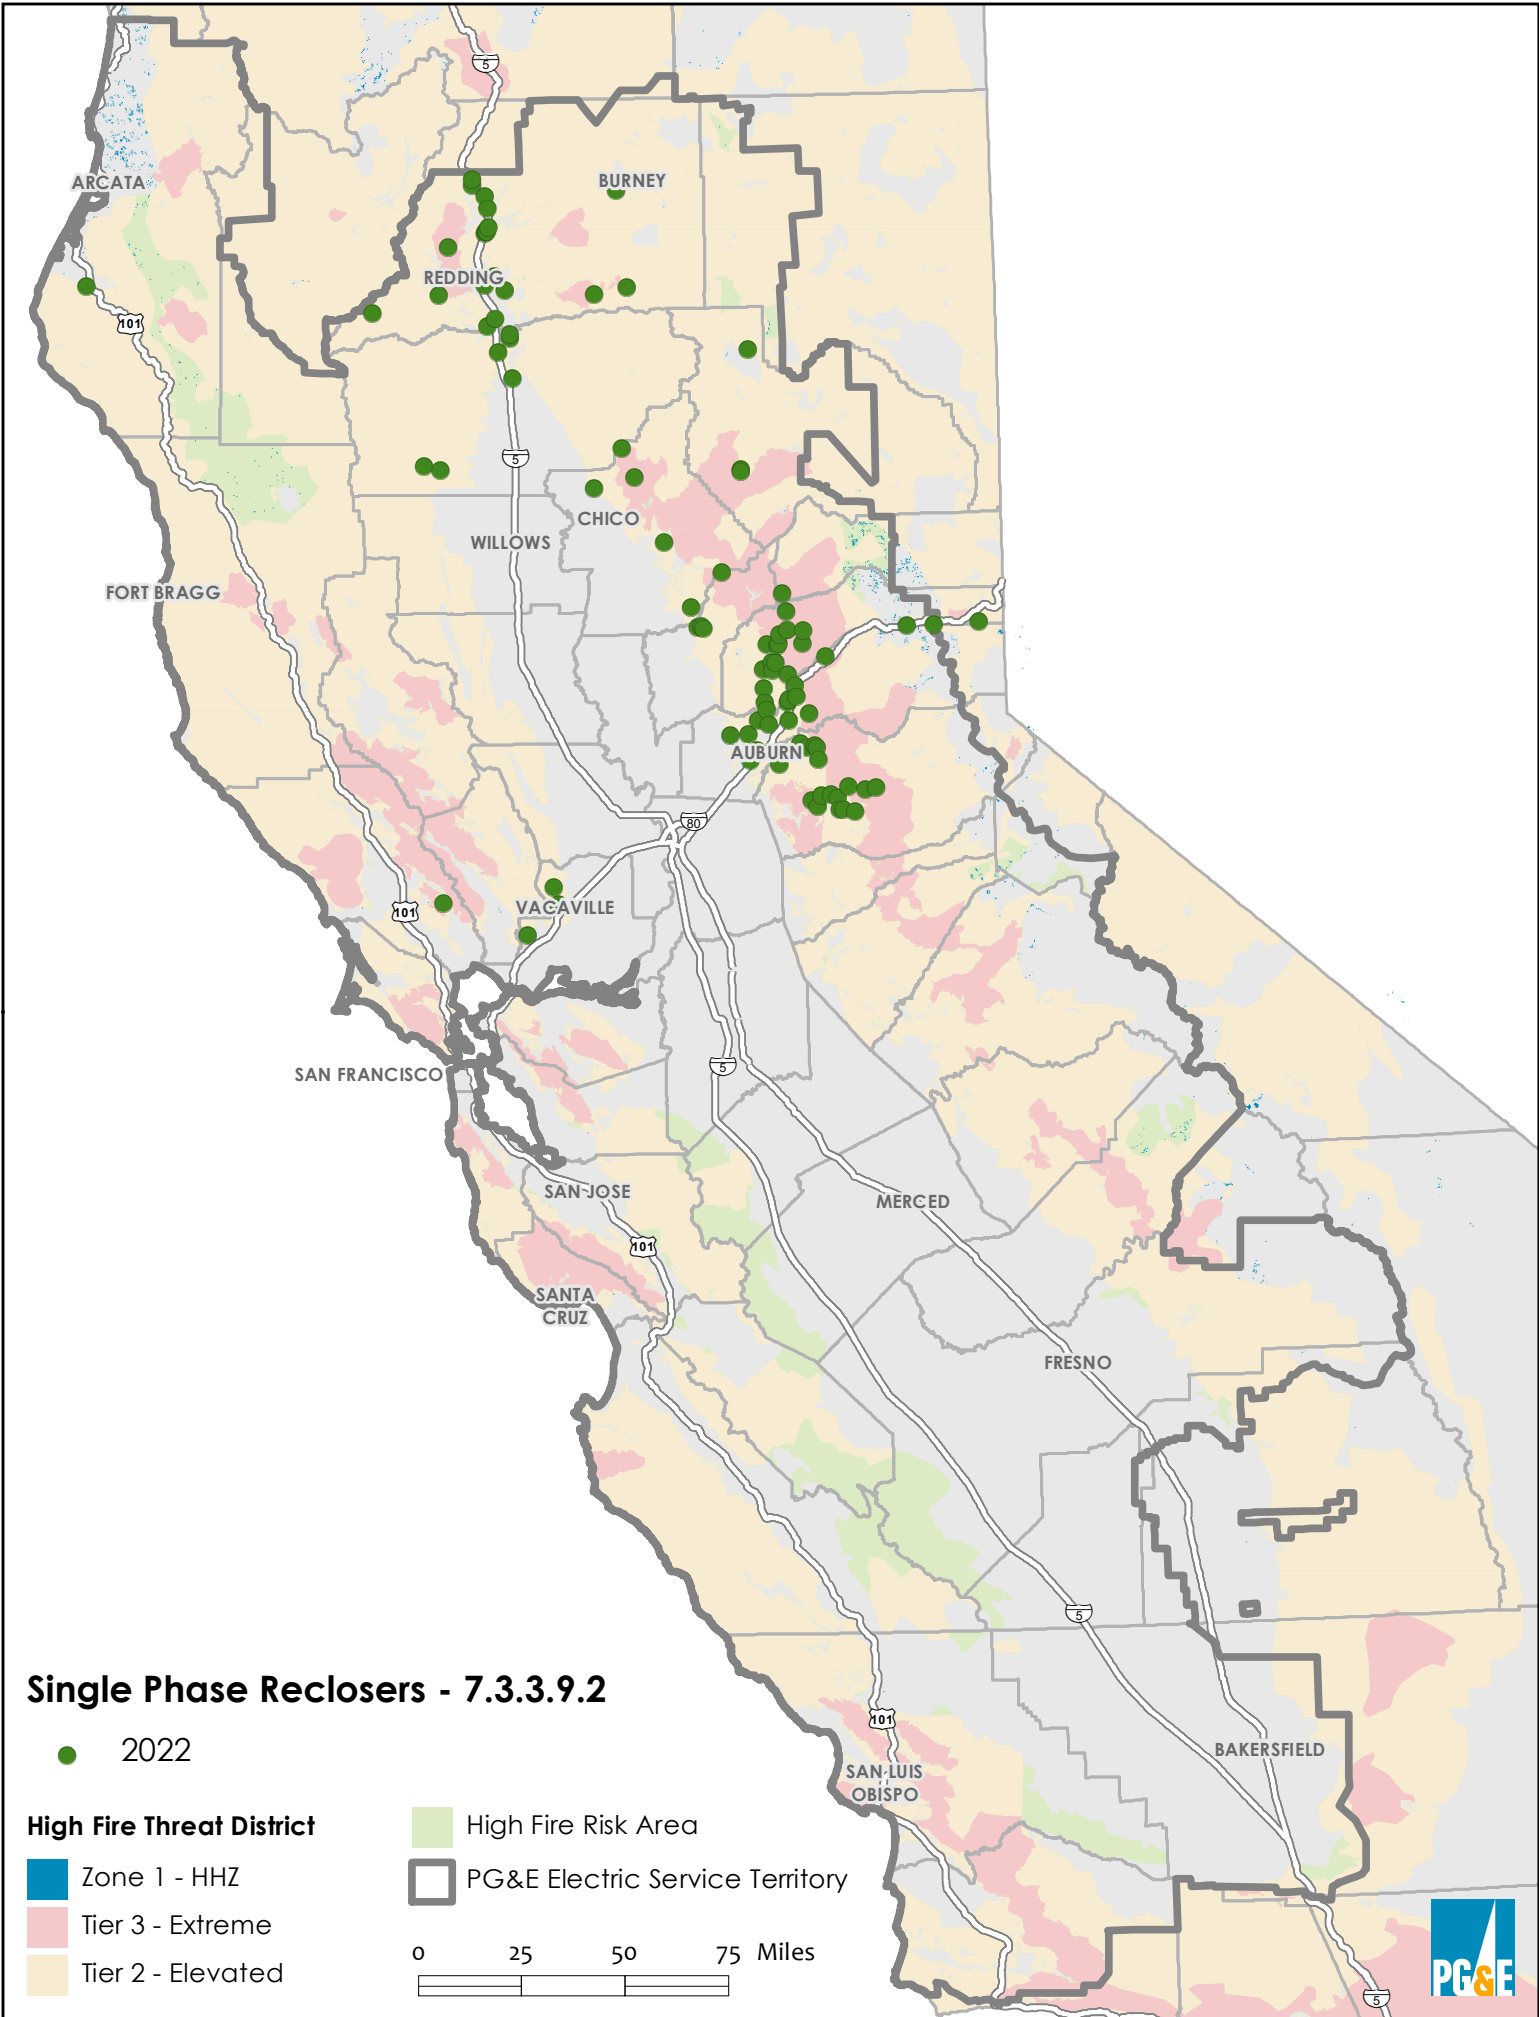 5
ARCATA
BURNEY
REDDING
101
5
CHICO
WILLOWS
FORT BRAGG
AUBURN
80
VACAVILLE
101
5
SAN FRANCISCO
SAN JOSE
MERCED
101
SANTA
CRUZ
FRESNO
5
101
BAKERSFIELD
SAN LUIS
OBISPO
5
Single Phase Reclosers - 7.3.3.9.2
2022
High Fire Threat District
Zone 1 - HHZ
Tier 3 - Extreme
Tier 2 - Elevated
High Fire Risk Area
PG&E Electric Service Territory
0 25 50 75 Miles
PG&E